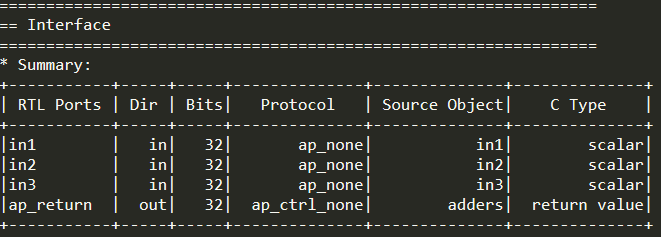 ================================================================
== Interface
================================================================
* Summary:
+-----------+-----+-----+--------------+--------------+--------------+
| RTL Ports | Dir | Bits|   Protocol   | Source Object|    C Type    |
+-----------+-----+-----+--------------+--------------+--------------+
|in1        |   in|   32|       ap_none|           in1|        scalar|
|in2        |   in|   32|       ap_none|           in2|        scalar|
|in3        |   in|   32|       ap_none|           in3|        scalar|
|ap_return  |  out|   32|  ap_ctrl_none|        adders|  return value|
+-----------+-----+-----+--------------+--------------+--------------+